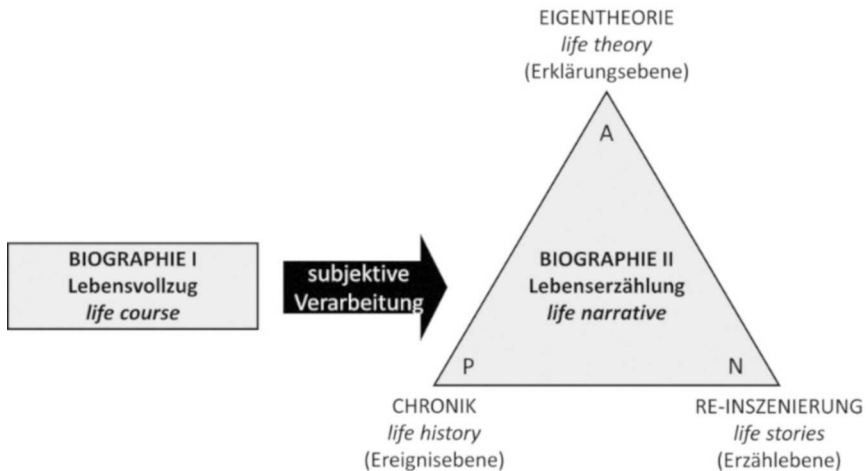 EIGENTHEORIE
life theory
(Erklärungsebene)
A
BIOGRAPHIE I
Lebensvollzug
life course
subjektive
Verarbeitung
BIOGRAPHIE II
Lebenserzählung
life narrative
P
N
CHRONIK
life history
(Ereignisebene)
RE-INSZENIERUNG
life stories
(Erzählebene)